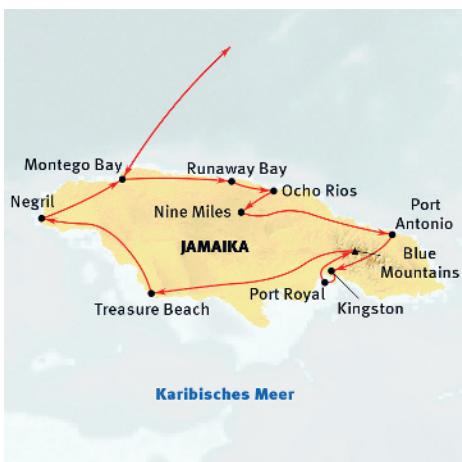 Montego Bay
Runaway Bay
Ocho Rios
Negril
Nine Miles
Port
Antonio
JAMAIKA
Blue
Mountains
Port Royal
Kingston
Treasure Beach
Karibisches Meer